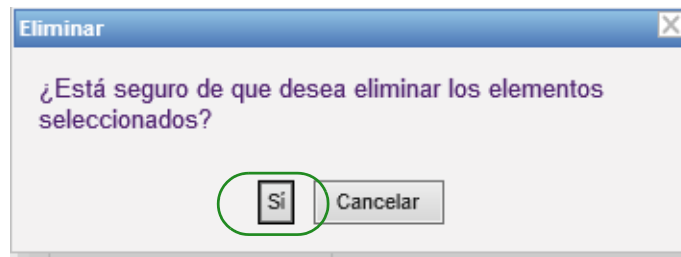 Eliminar
¿Está seguro de que desea eliminar los elementos
seleccionados?
Sí Cancelar